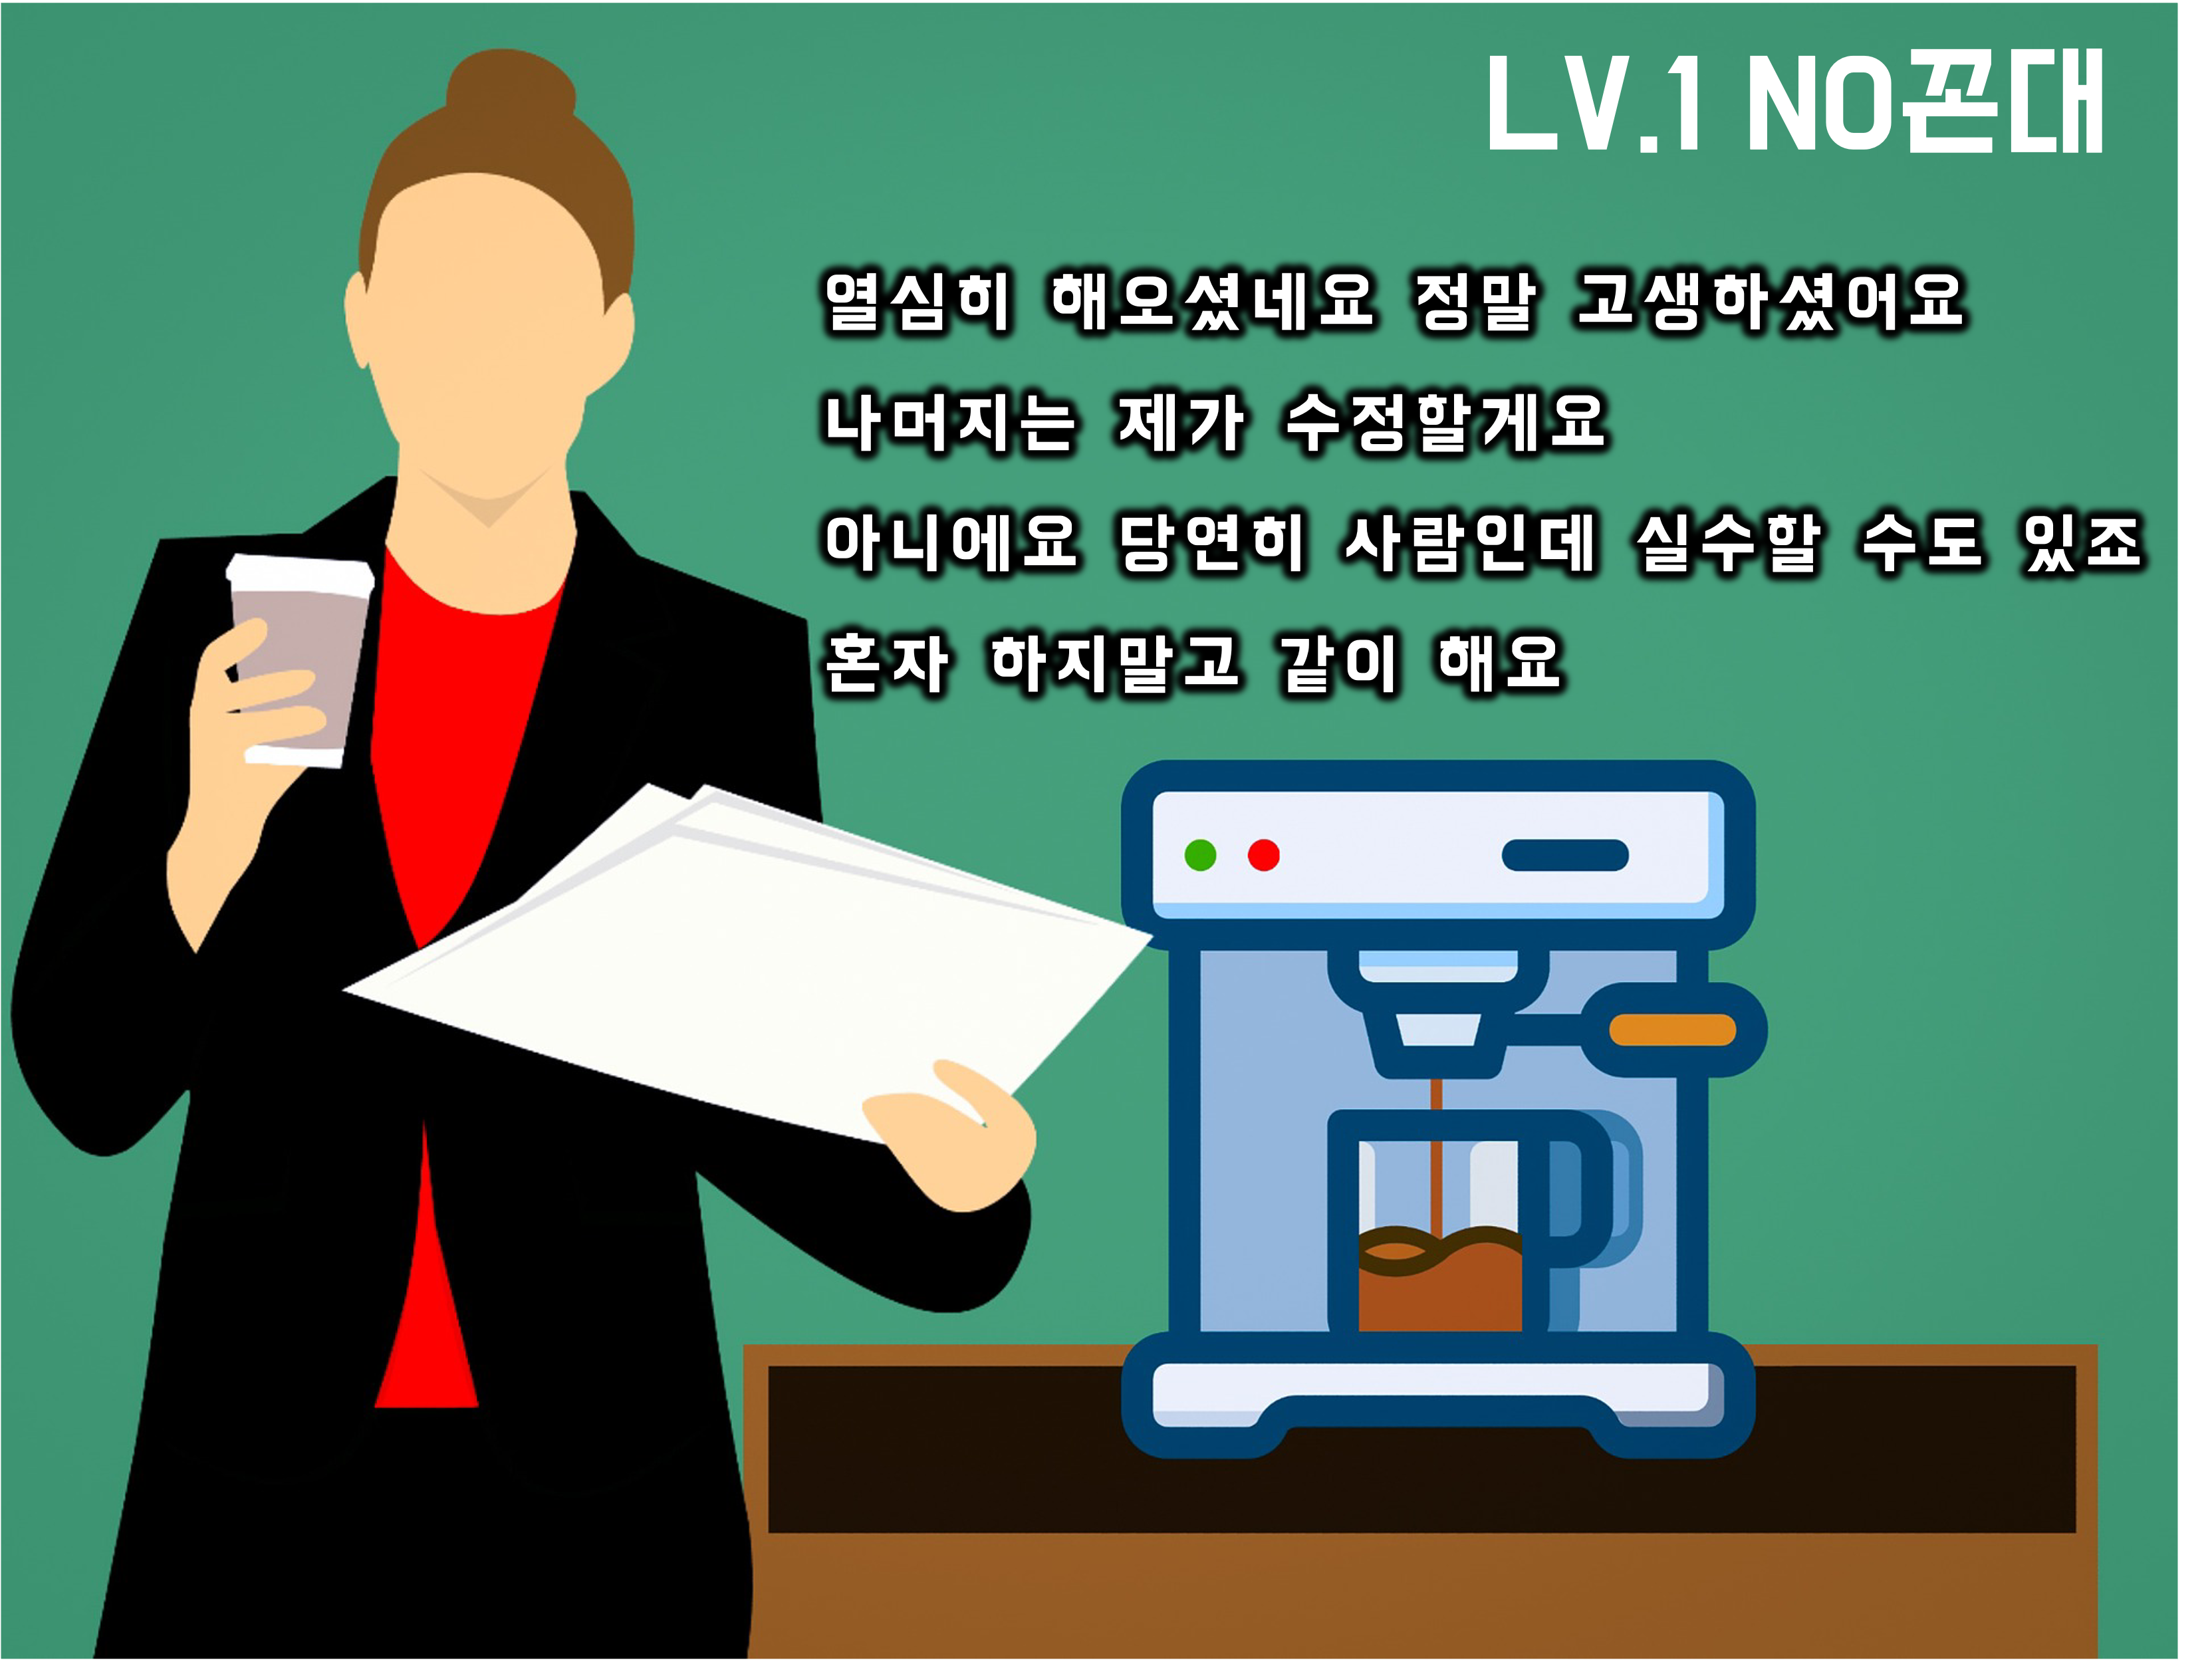 LV.1 NO꼰대
열심히 해오셨네요 정말 고생하셨어요
나머지는 제가 수정할게요
아니에요 당연히 사람인데 실수할 수도 있죠
혼자 하지말고 같이 해요